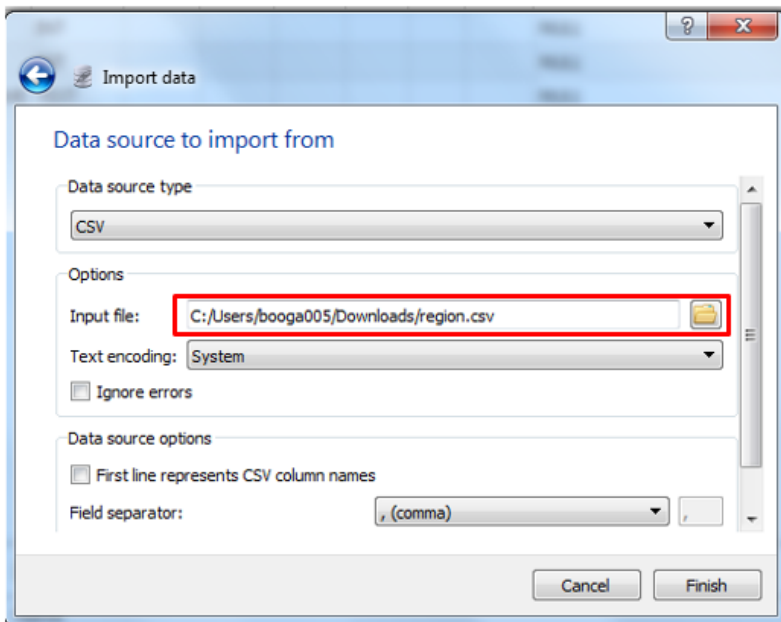 ?
Import data
Data source to import from
Data source type
CSV
Options
Input file: C:/Users/booga005/Downloads/region.csv
Text encoding: System
Ignore errors
Data source options
First line represents CSV column names
Field separator: , (comma) ,
Cancel Finish